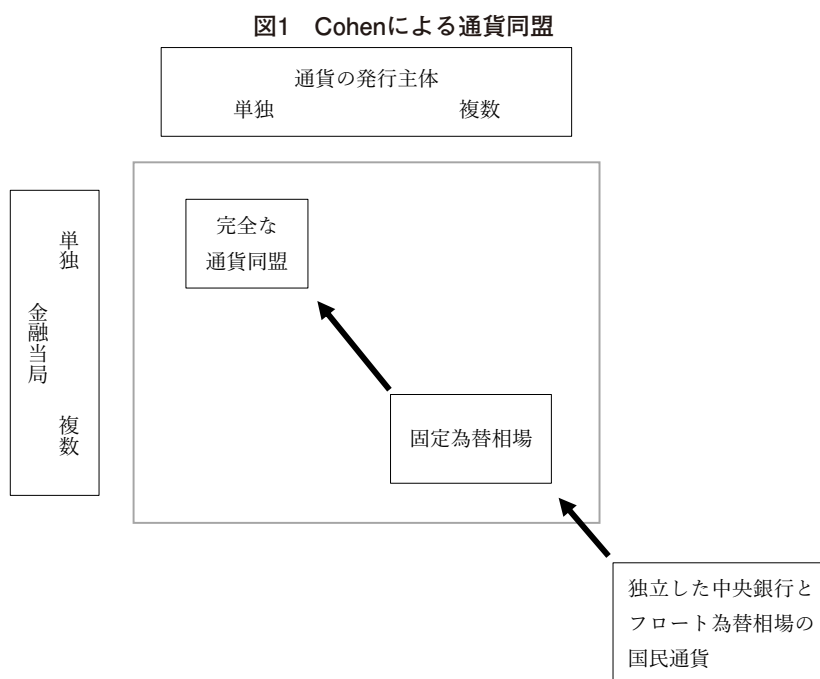 図1 Cohenによる通貨同盟
通貨の発行主体
単独 複数
単独
金融当局
複数
完全な
通貨同盟
固定為替相場
独立した中央銀行と
フロート為替相場の
国民通貨